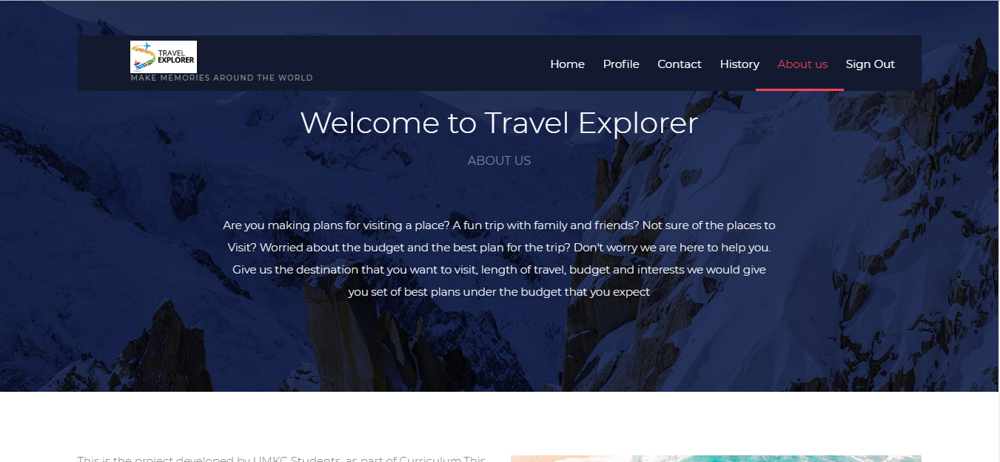 TRAVEL
EXPLORER
MAKE MEMORIES AROUND THE WORLD
Home Profile Contact History About us Sign Out
Welcome to Travel Explorer
ABOUT US
Are you making plans for visiting a place? A fun trip with family and friends? Not sure of the places to
Visit? Worried about the budget and the best plan for the trip? Don't worry we are here to help you.
Give us the destination that you want to visit, length of travel, budget and interests we would give
you set of best plans under the budget that you expect
This is the project developed by UMKC Students, as part of Curriculum.This